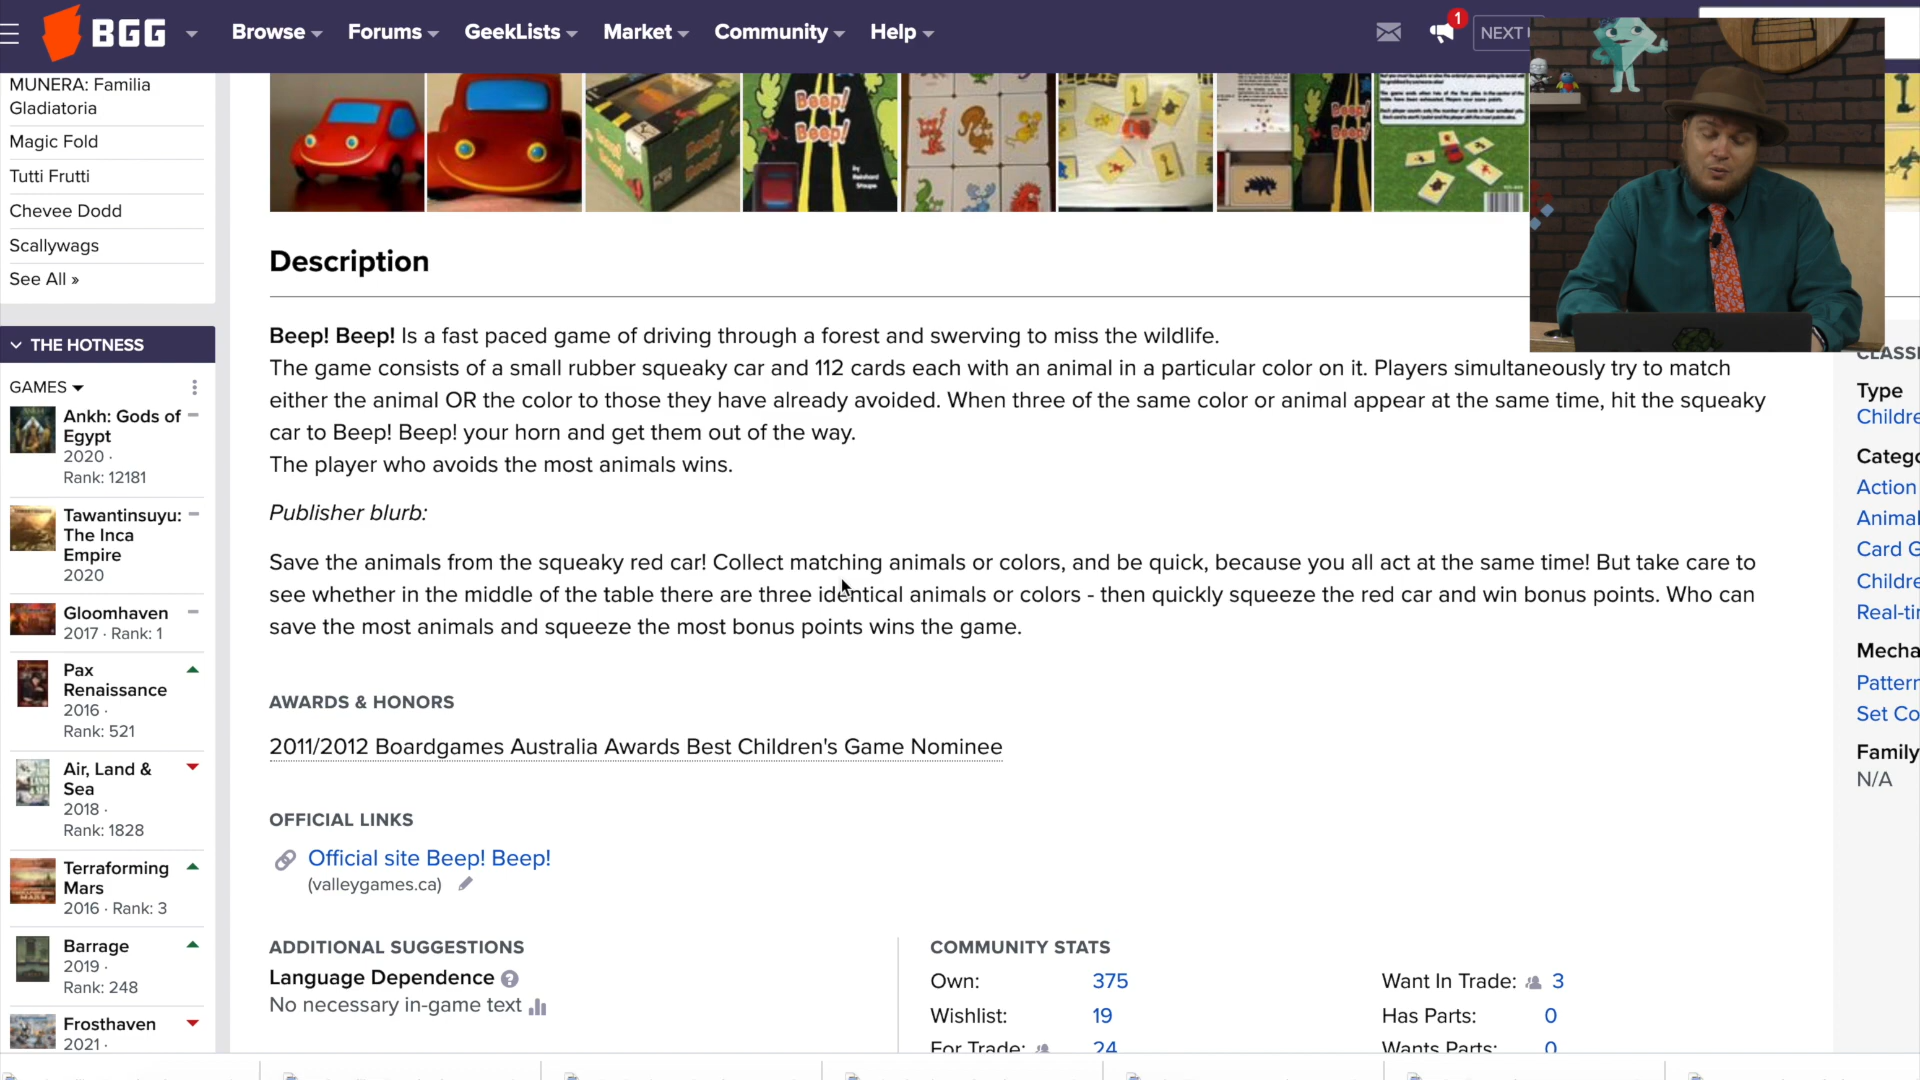 BGG
Browse
Forums
GeekLists
Market
Community
Help
1
NEXT
MUNERA: Familia
Gladiatoria
Magic Fold
Tutti Frutti
Chevee Dodd
Scallywags
See All »
THE HOTNESS
GAMES
Ankh: Gods of
Egypt
2020 ·
Rank: 12181
Tawantinsuyu:
The Inca
Empire
2020
Gloomhaven
2017 · Rank: 1
Pax
Renaissance
2016 ·
Rank: 521
Air, Land &
Sea
2018 ·
Rank: 1828
Terraforming
Mars
2016 · Rank: 3
Barrage
2019 ·
Rank: 248
Frosthaven
2021 ·
Beep!
Beep!
by
Reinhard
Staupe
Description
Beep! Beep! Is a fast paced game of driving through a forest and swerving to miss the wildlife.
The game consists of a small rubber squeaky car and 112 cards each with an animal in a particular color on it. Players simultaneously try to match
either the animal OR the color to those they have already avoided. When three of the same color or animal appear at the same time, hit the squeaky
car to Beep! Beep! your horn and get them out of the way.
The player who avoids the most animals wins.
Publisher blurb:
Save the animals from the squeaky red car! Collect matching animals or colors, and be quick, because you all act at the same time! But take care to
see whether in the middle of the table there are three identical animals or colors - then quickly squeeze the red car and win bonus points. Who can
save the most animals and squeeze the most bonus points wins the game.
AWARDS & HONORS
2011/2012 Boardgames Australia Awards Best Children's Game Nominee
OFFICIAL LINKS
Official site Beep! Beep!
(valleygames.ca)
ADDITIONAL SUGGESTIONS
Language Dependence
No necessary in-game text
COMMUNITY STATS
Own: 375
Wishlist: 19
For Trade: 24
Want In Trade: 3
Has Parts: 0
Wants Parts: 0
CLASSI
Type
Childre
Catego
Action
Animal
Card G
Childre
Real-ti
Mecha
Pattern
Set Co
Family
N/A